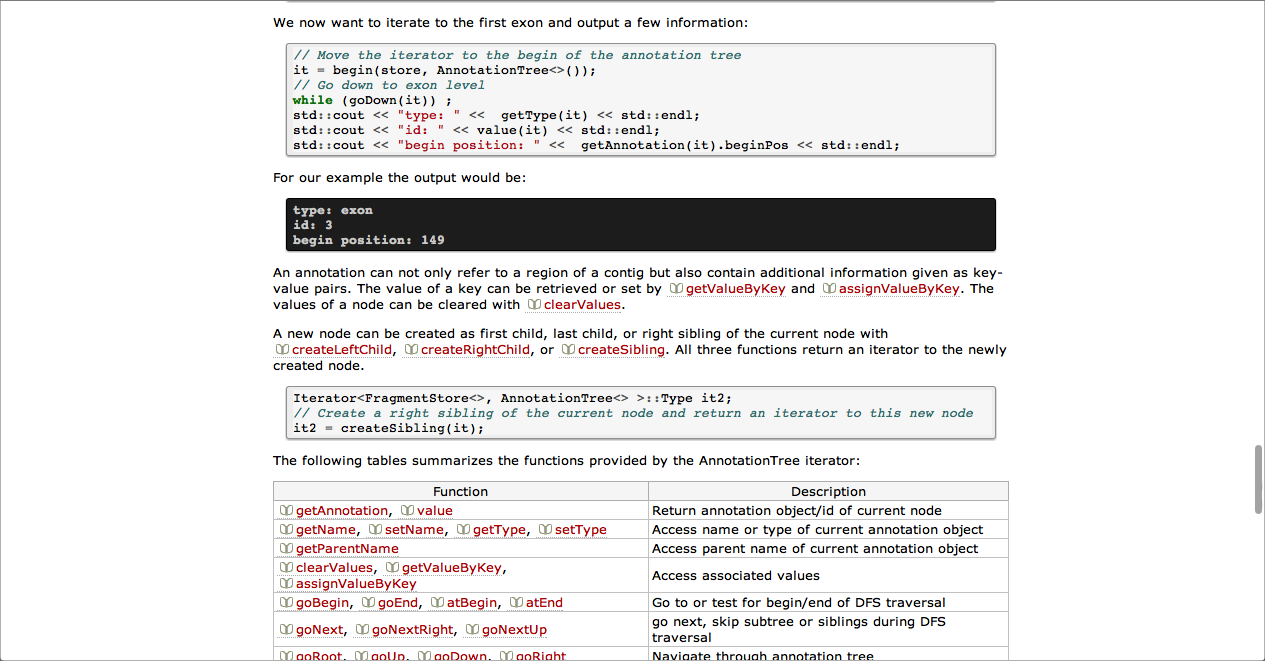 We now want to iterate to the first exon and output a few information:
// Move the iterator to the begin of the annotation tree
it = begin(store, AnnotationTree<>());
// Go down to exon level
while (goDown(it)) ;
std::cout << "type: " <<  getType(it) << std::endl;
std::cout << "id: " << value(it) << std::endl;
std::cout << "begin position: " <<  getAnnotation(it).beginPos << std::endl;
For our example the output would be:
type: exon
id: 3
begin position: 149
An annotation can not only refer to a region of a contig but also contain additional information given as key-
value pairs. The value of a key can be retrieved or set by getValueByKey and assignValueByKey. The
values of a node can be cleared with clearValues.
A new node can be created as first child, last child, or right sibling of the current node with
createLeftChild, createRightChild, or createSibling. All three functions return an iterator to the newly
created node.
Iterator<FragmentStore<>, AnnotationTree<> >::Type it2;
// Create a right sibling of the current node and return an iterator to this new node
it2 = createSibling(it);
The following tables summarizes the functions provided by the AnnotationTree iterator:
Function Description
getAnnotation, value Return annotation object/id of current node
getName, setName, getType, setType Access name or type of current annotation object
getParentName Access parent name of current annotation object
clearValues, getValueByKey,
assignValueByKey
Access associated values
goBegin, goEnd, atBegin, atEnd Go to or test for begin/end of DFS traversal
goNext, goNextRight, goNextUp
go next, skip subtree or siblings during DFS
traversal
goRoot, goUp, goDown, goRight Navigate through annotation tree